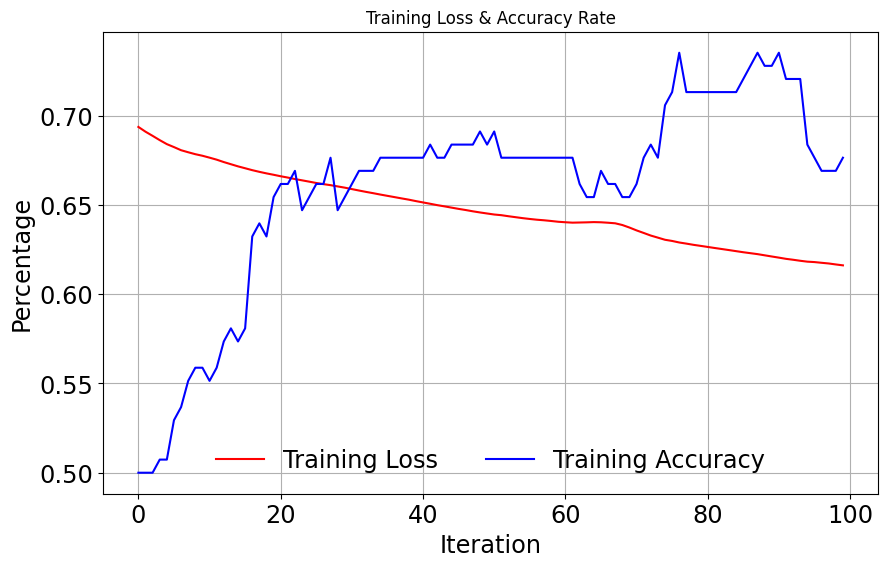 Training Loss & Accuracy Rate
Percentage
0.70
0.65
0.60
0.55
0.50
Training Loss
Training Accuracy
0 20 40 60 80 100
Iteration